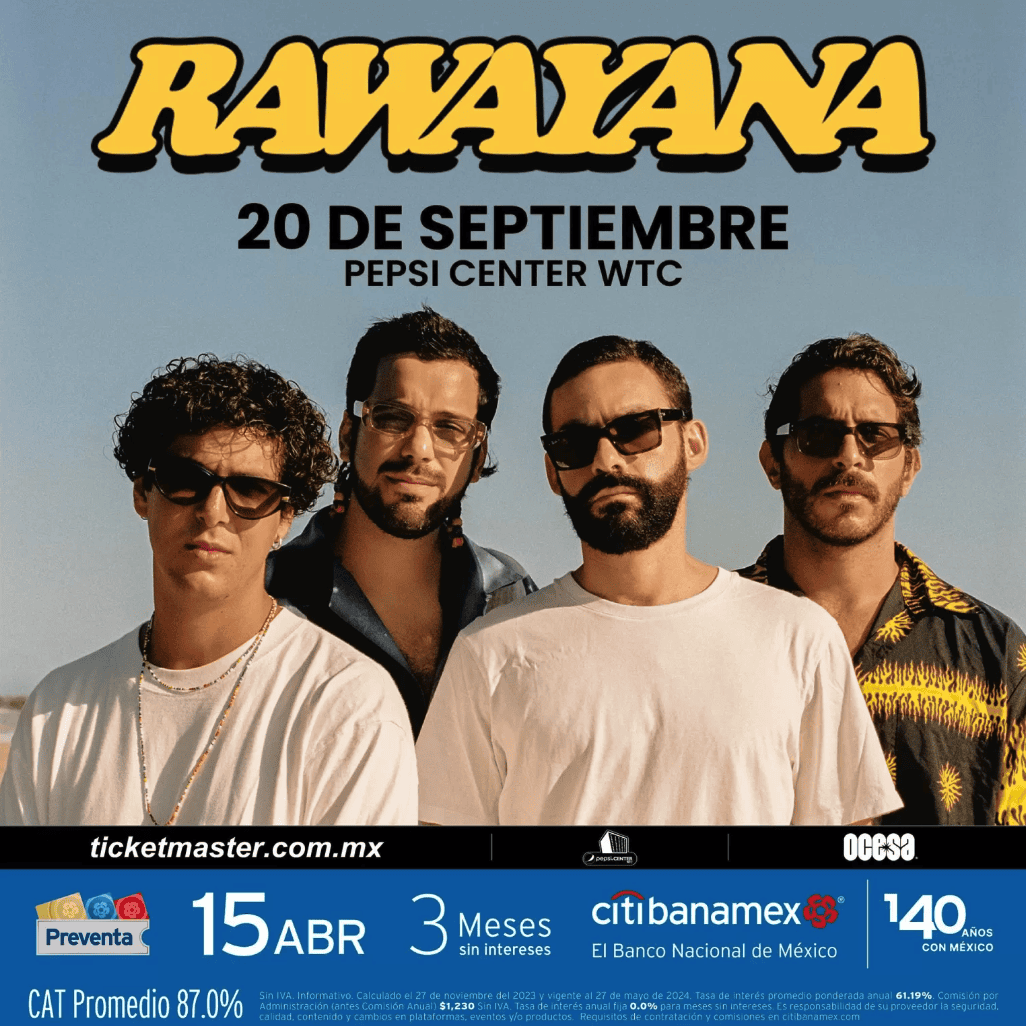 RAWAYANA
20 DE SEPTIEMBRE
PEPSI CENTER WTC
ticketmaster.com.mx
pepsi CENTER
ocesa
Preventa
15 ABR
3 Meses
sin intereses
citibanamex
El Banco Nacional de México
140 AÑOS
CON MÉXICO
CAT Promedio 87.0%
Sin IVA. Informativo. Calculado el 27 de noviembre del 2023 y vigente al 27 de mayo de 2024. Tasa de interés promedio ponderada anual 61.19%. Comisión por
Administración (antes Comisión Anual) $1,230 Sin IVA. Tasa de interés anual fija 0.0% para meses sin intereses. Es responsabilidad de su proveedor la seguridad,
calidad, contenido y cambios en plataformas, eventos y/o productos. Requisitos de contratación y comisiones en citibanamex.com